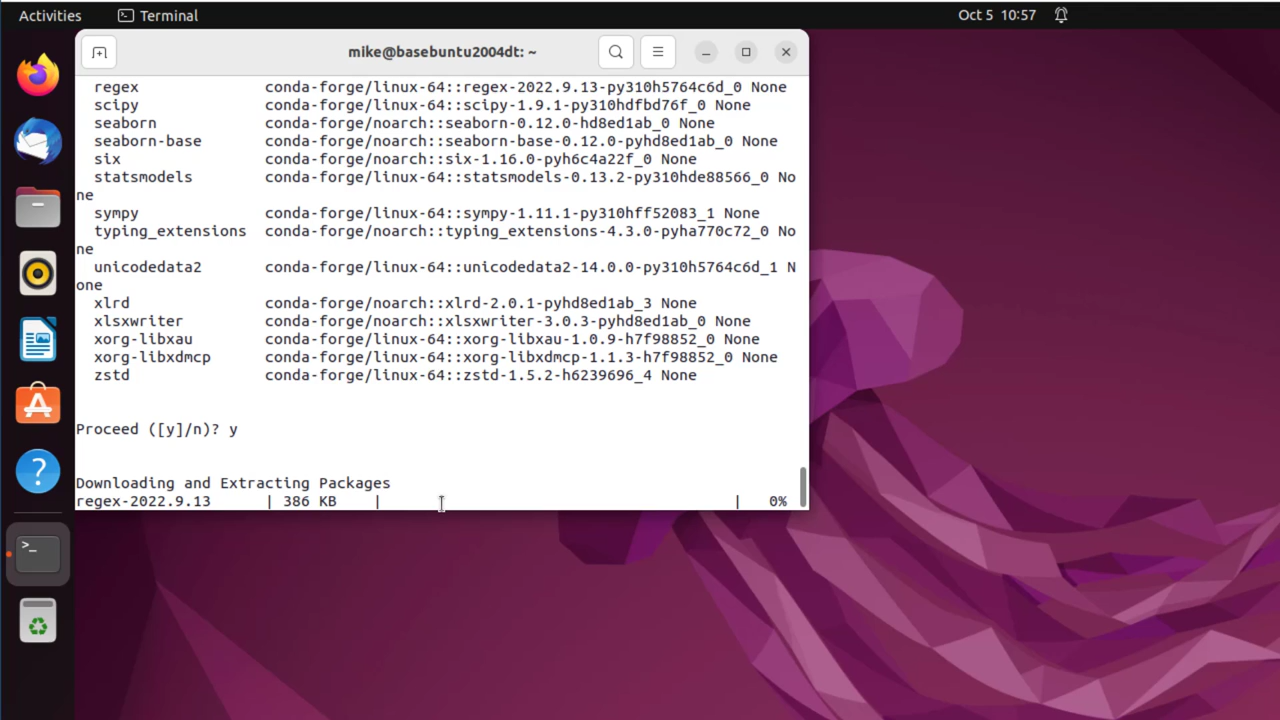 Activities Terminal Oct 5 10:57
mike@basebuntu2004dt: ~
regex conda-forge/linux-64::regex-2022.9.13-py310h5764c6d_0 None
scipy conda-forge/linux-64::scipy-1.9.1-py310hdfbd76f_0 None
seaborn conda-forge/noarch::seaborn-0.12.0-hd8ed1ab_0 None
seaborn-base conda-forge/noarch::seaborn-base-0.12.0-pyhd8ed1ab_0 None
six conda-forge/noarch::six-1.16.0-pyh6c4a22f_0 None
statsmodels conda-forge/linux-64::statsmodels-0.13.2-py310hde88566_0 No
ne
sympy conda-forge/linux-64::sympy-1.11.1-py310hff52083_1 None
typing_extensions conda-forge/noarch::typing_extensions-4.3.0-pyha770c72_0 No
ne
unicodedata2 conda-forge/linux-64::unicodedata2-14.0.0-py310h5764c6d_1 N
one
xlrd conda-forge/noarch::xlrd-2.0.1-pyhd8ed1ab_3 None
xlsxwriter conda-forge/noarch::xlsxwriter-3.0.3-pyhd8ed1ab_0 None
xorg-libxau conda-forge/linux-64::xorg-libxau-1.0.9-h7f98852_0 None
xorg-libxdmcp conda-forge/linux-64::xorg-libxdmcp-1.1.3-h7f98852_0 None
zstd conda-forge/linux-64::zstd-1.5.2-h6239696_4 None
Proceed ([y]/n)? y
Downloading and Extracting Packages
regex-2022.9.13 | 386 KB | | 0%